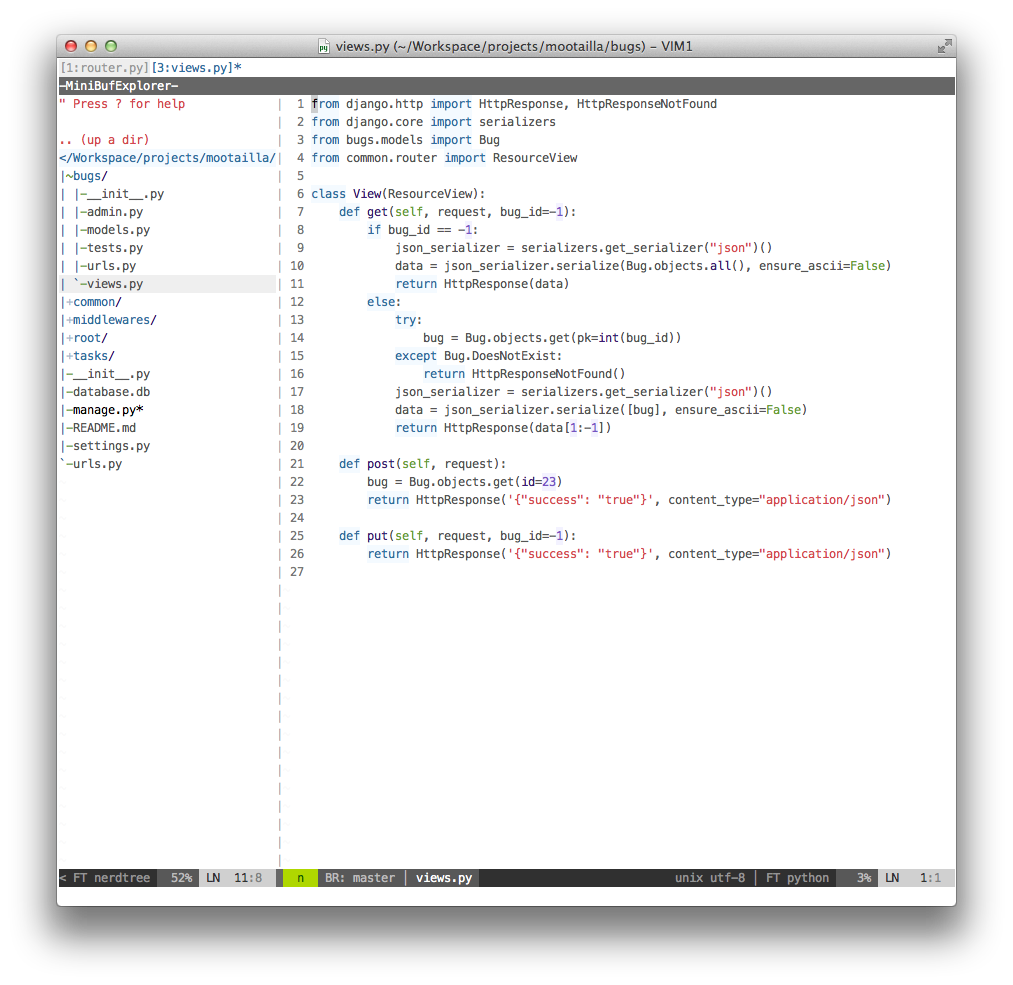 views.py (~/Workspace/projects/mootailla/bugs) – VIM1
[1:router.py][3:views.py]*
-MiniBufExplorer-
" Press ? for help
.. (up a dir)
</Workspace/projects/mootailla/
|~bugs/
| |-__init__.py
| |-admin.py
| |-models.py
| |-tests.py
| |-urls.py
| `-views.py
|+common/
|+middlewares/
|+root/
|+tasks/
|-__init__.py
|-database.db
|-manage.py*
|-README.md
|-settings.py
`-urls.py
1 from django.http import HttpResponse, HttpResponseNotFound
2 from django.core import serializers
3 from bugs.models import Bug
4 from common.router import ResourceView
5
6 class View(ResourceView):
7     def get(self, request, bug_id=-1):
8         if bug_id == -1:
9             json_serializer = serializers.get_serializer("json")()
10             data = json_serializer.serialize(Bug.objects.all(), ensure_ascii=False)
11             return HttpResponse(data)
12         else:
13             try:
14                 bug = Bug.objects.get(pk=int(bug_id))
15             except Bug.DoesNotExist:
16                 return HttpResponseNotFound()
17             json_serializer = serializers.get_serializer("json")()
18             data = json_serializer.serialize([bug], ensure_ascii=False)
19             return HttpResponse(data[1:-1])
20
21     def post(self, request):
22         bug = Bug.objects.get(id=23)
23         return HttpResponse('{"success": "true"}', content_type="application/json")
24
25     def put(self, request, bug_id=-1):
26         return HttpResponse('{"success": "true"}', content_type="application/json")
27
< FT nerdtree 52% LN 11:8 n BR: master | views.py unix utf-8 | FT python 3% LN 1:1